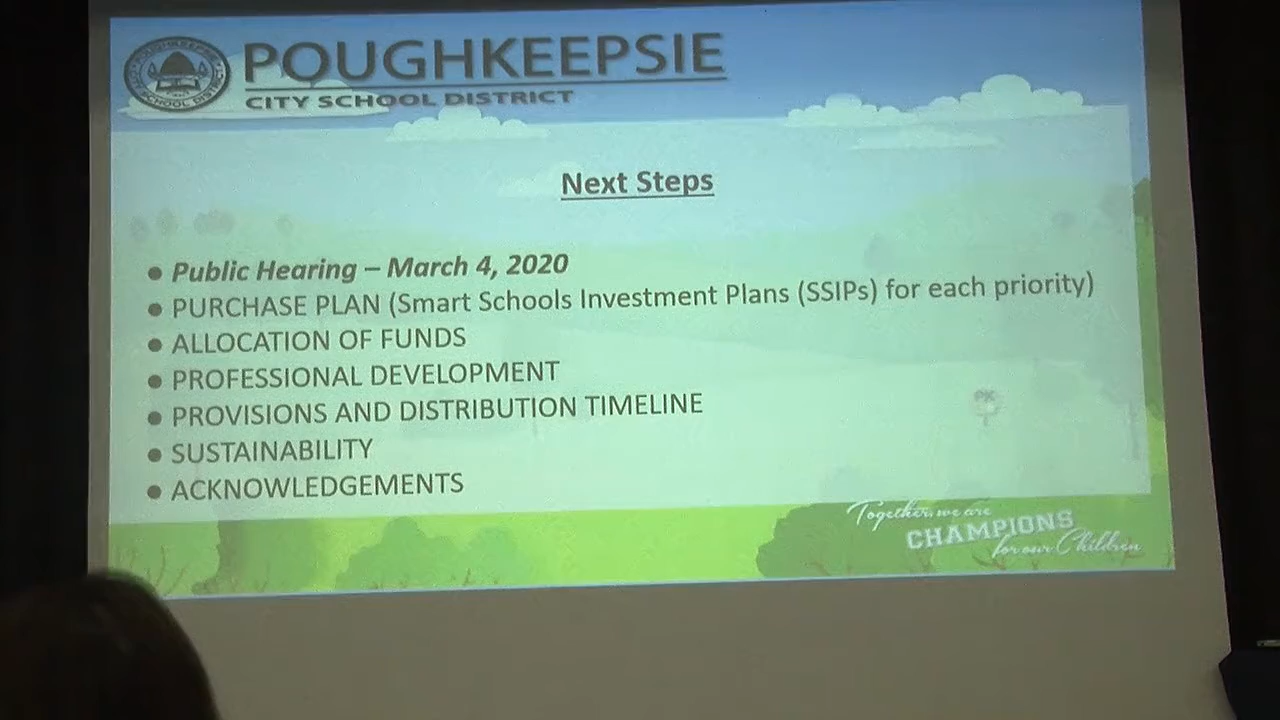 POUGHKEEPSIE
CITY SCHOOL DISTRICT
Next Steps
● Public Hearing – March 4, 2020
● PURCHASE PLAN (Smart Schools Investment Plans (SSIPs) for each priority)
● ALLOCATION OF FUNDS
● PROFESSIONAL DEVELOPMENT
● PROVISIONS AND DISTRIBUTION TIMELINE
● SUSTAINABILITY
● ACKNOWLEDGEMENTS
PK
Together, we are
CHAMPIONS
for our Children